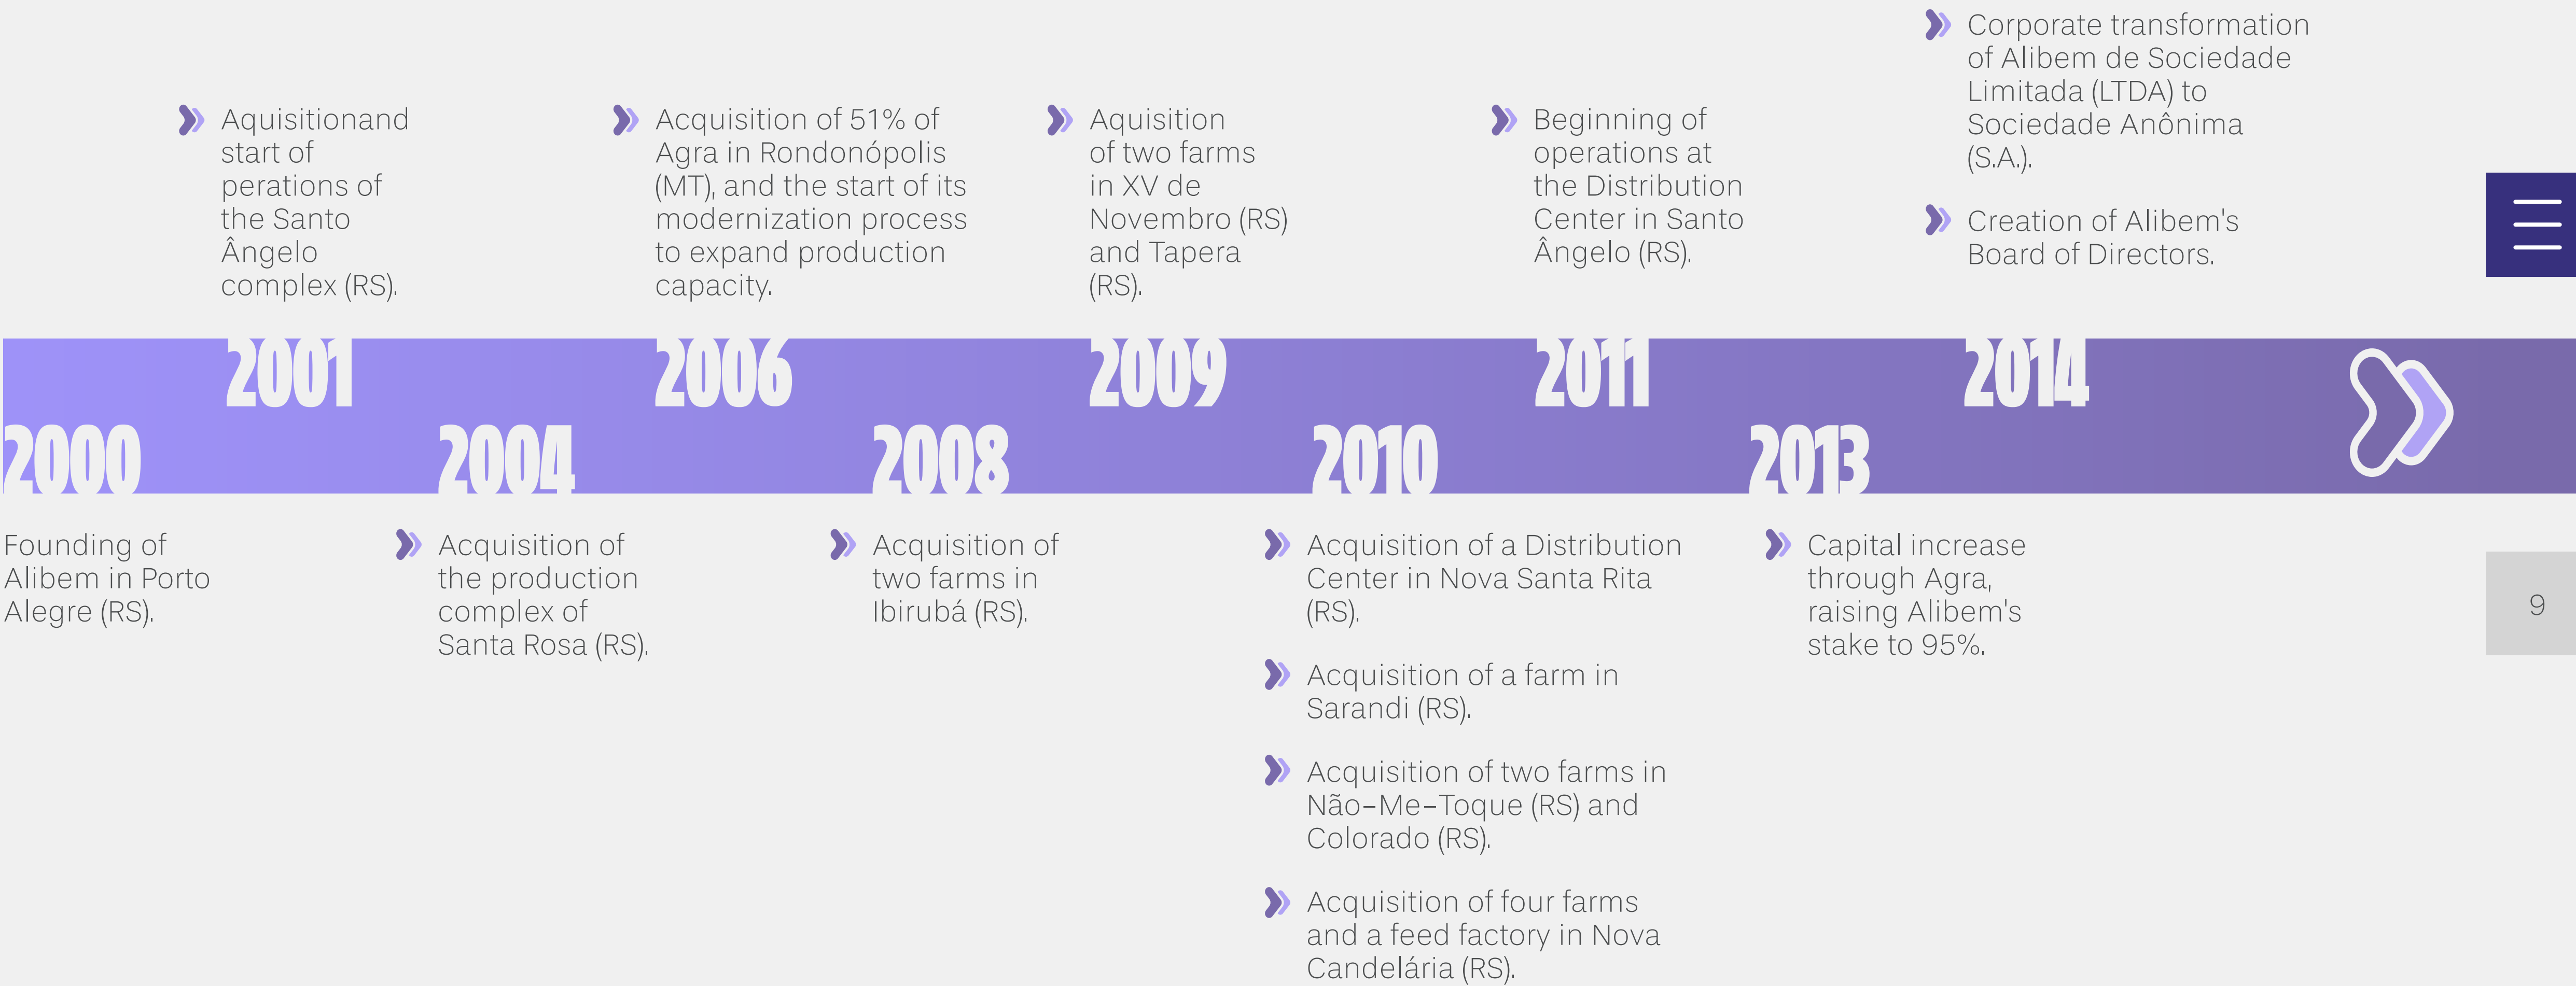 Founding of
Alibem in Porto
Alegre (RS).
2000
Aquisitionand
start of
perations of
the Santo
Ângelo
complex (RS).
2001
2004
Acquisition of
the production
complex of
Santa Rosa (RS).
Acquisition of 51% of
Agra in Rondonópolis
(MT), and the start of its
modernization process
to expand production
capacity.
2006
2008
Acquisition of
two farms in
Ibirubá (RS).
Aquisition
of two farms
in XV de
Novembro (RS)
and Tapera
(RS).
2009
2010
Acquisition of a Distribution
Center in Nova Santa Rita
(RS).
Acquisition of a farm in
Sarandi (RS).
Acquisition of two farms in
Não-Me-Toque (RS) and
Colorado (RS).
Acquisition of four farms
and a feed factory in Nova
Candelária (RS).
Beginning of
operations at
the Distribution
Center in Santo
Ângelo (RS).
2011
2013
Capital increase
through Agra,
raising Alibem's
stake to 95%.
Corporate transformation
of Alibem de Sociedade
Limitada (LTDA) to
Sociedade Anônima
(S.A.).
Creation of Alibem's
Board of Directors.
2014
9